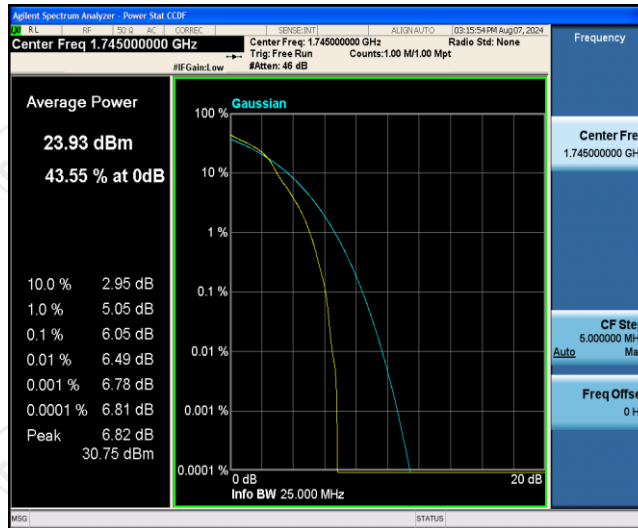 Agilent Spectrum Analyzer - Power Stat CCDF
RL RF 50 Ω AC CORREC SENSE:INT ALIGN AUTO 03:15:54 PM Aug 07, 2024
Center Freq 1.745000000 GHz
Center Freq: 1.745000000 GHz Radio Std: None
Trig: Free Run Counts:1.00 M/1.00 Mpt
#IFGain:Low #Atten: 46 dB
Frequency
Average Power
23.93 dBm
43.55 % at 0dB
10.0 % 2.95 dB
1.0 % 5.05 dB
0.1 % 6.05 dB
0.01 % 6.49 dB
0.001 % 6.78 dB
0.0001 % 6.81 dB
Peak 6.82 dB
30.75 dBm
Gaussian
100 %
10 %
1 %
0.1 %
0.01 %
0.001 %
0.0001 %
0 dB 20 dB
Info BW 25.000 MHz
Center Fre
1.745000000 GH
CF Ste
5.000000 MH
Auto Ma
Freq Offse
0 H
MSG STATUS